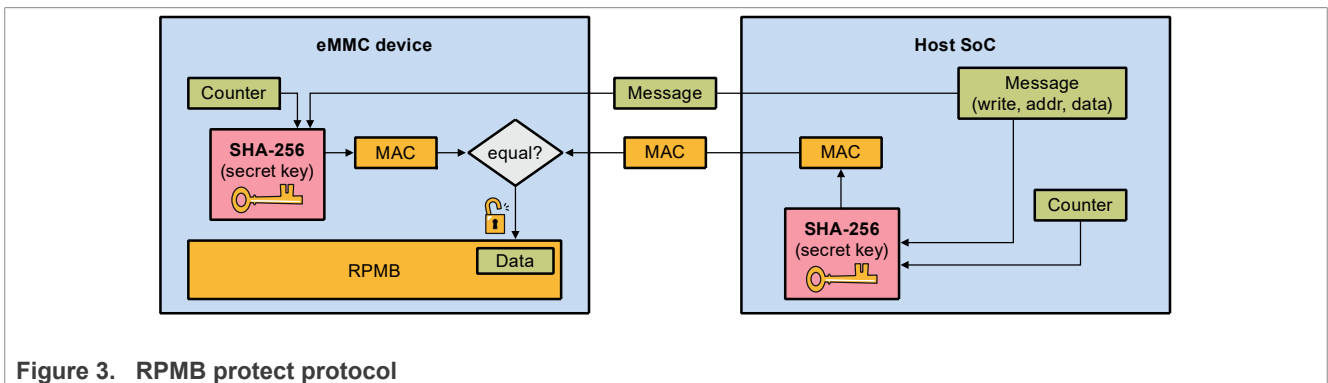 eMMC device
Counter
SHA-256
(secret key)
MAC
equal?
RPMB
Data
Message
MAC
Host SoC
Message
(write, addr, data)
MAC
Counter
SHA-256
(secret key)
Figure 3. RPMB protect protocol